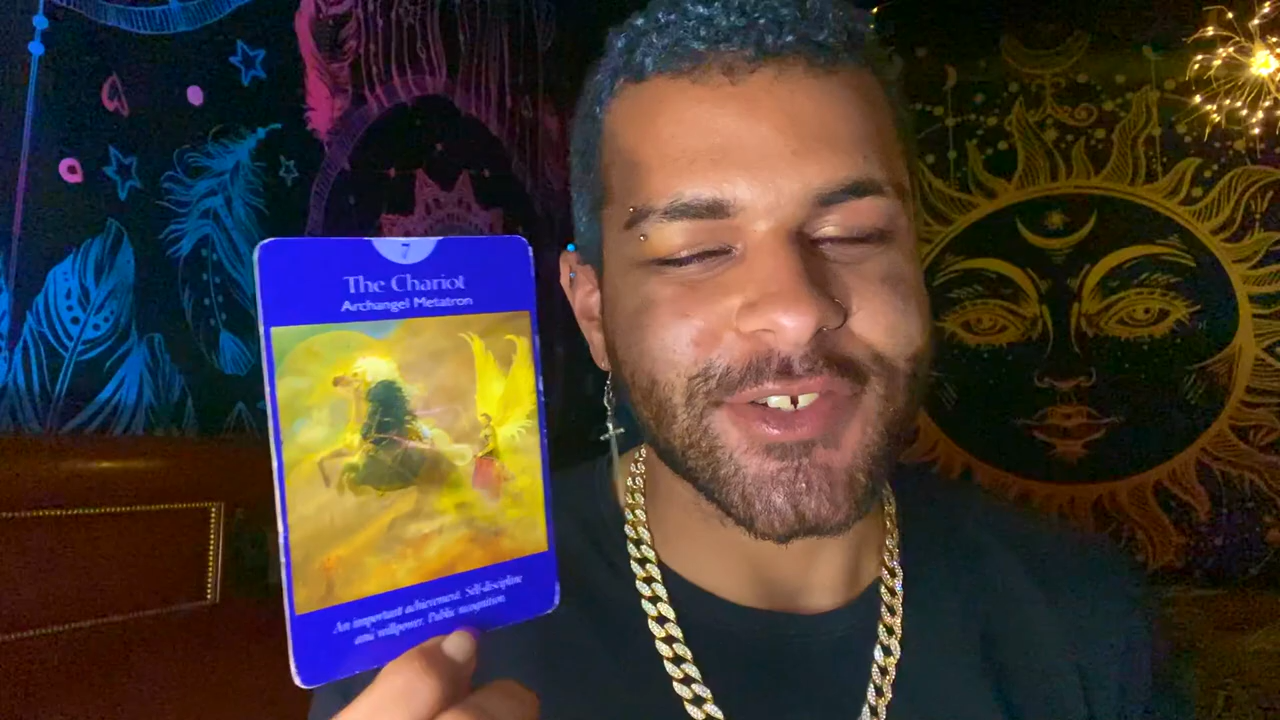 7
The Chariot
Archangel Metatron
An important achievement. Self-discipline
and willpower. Public recognition